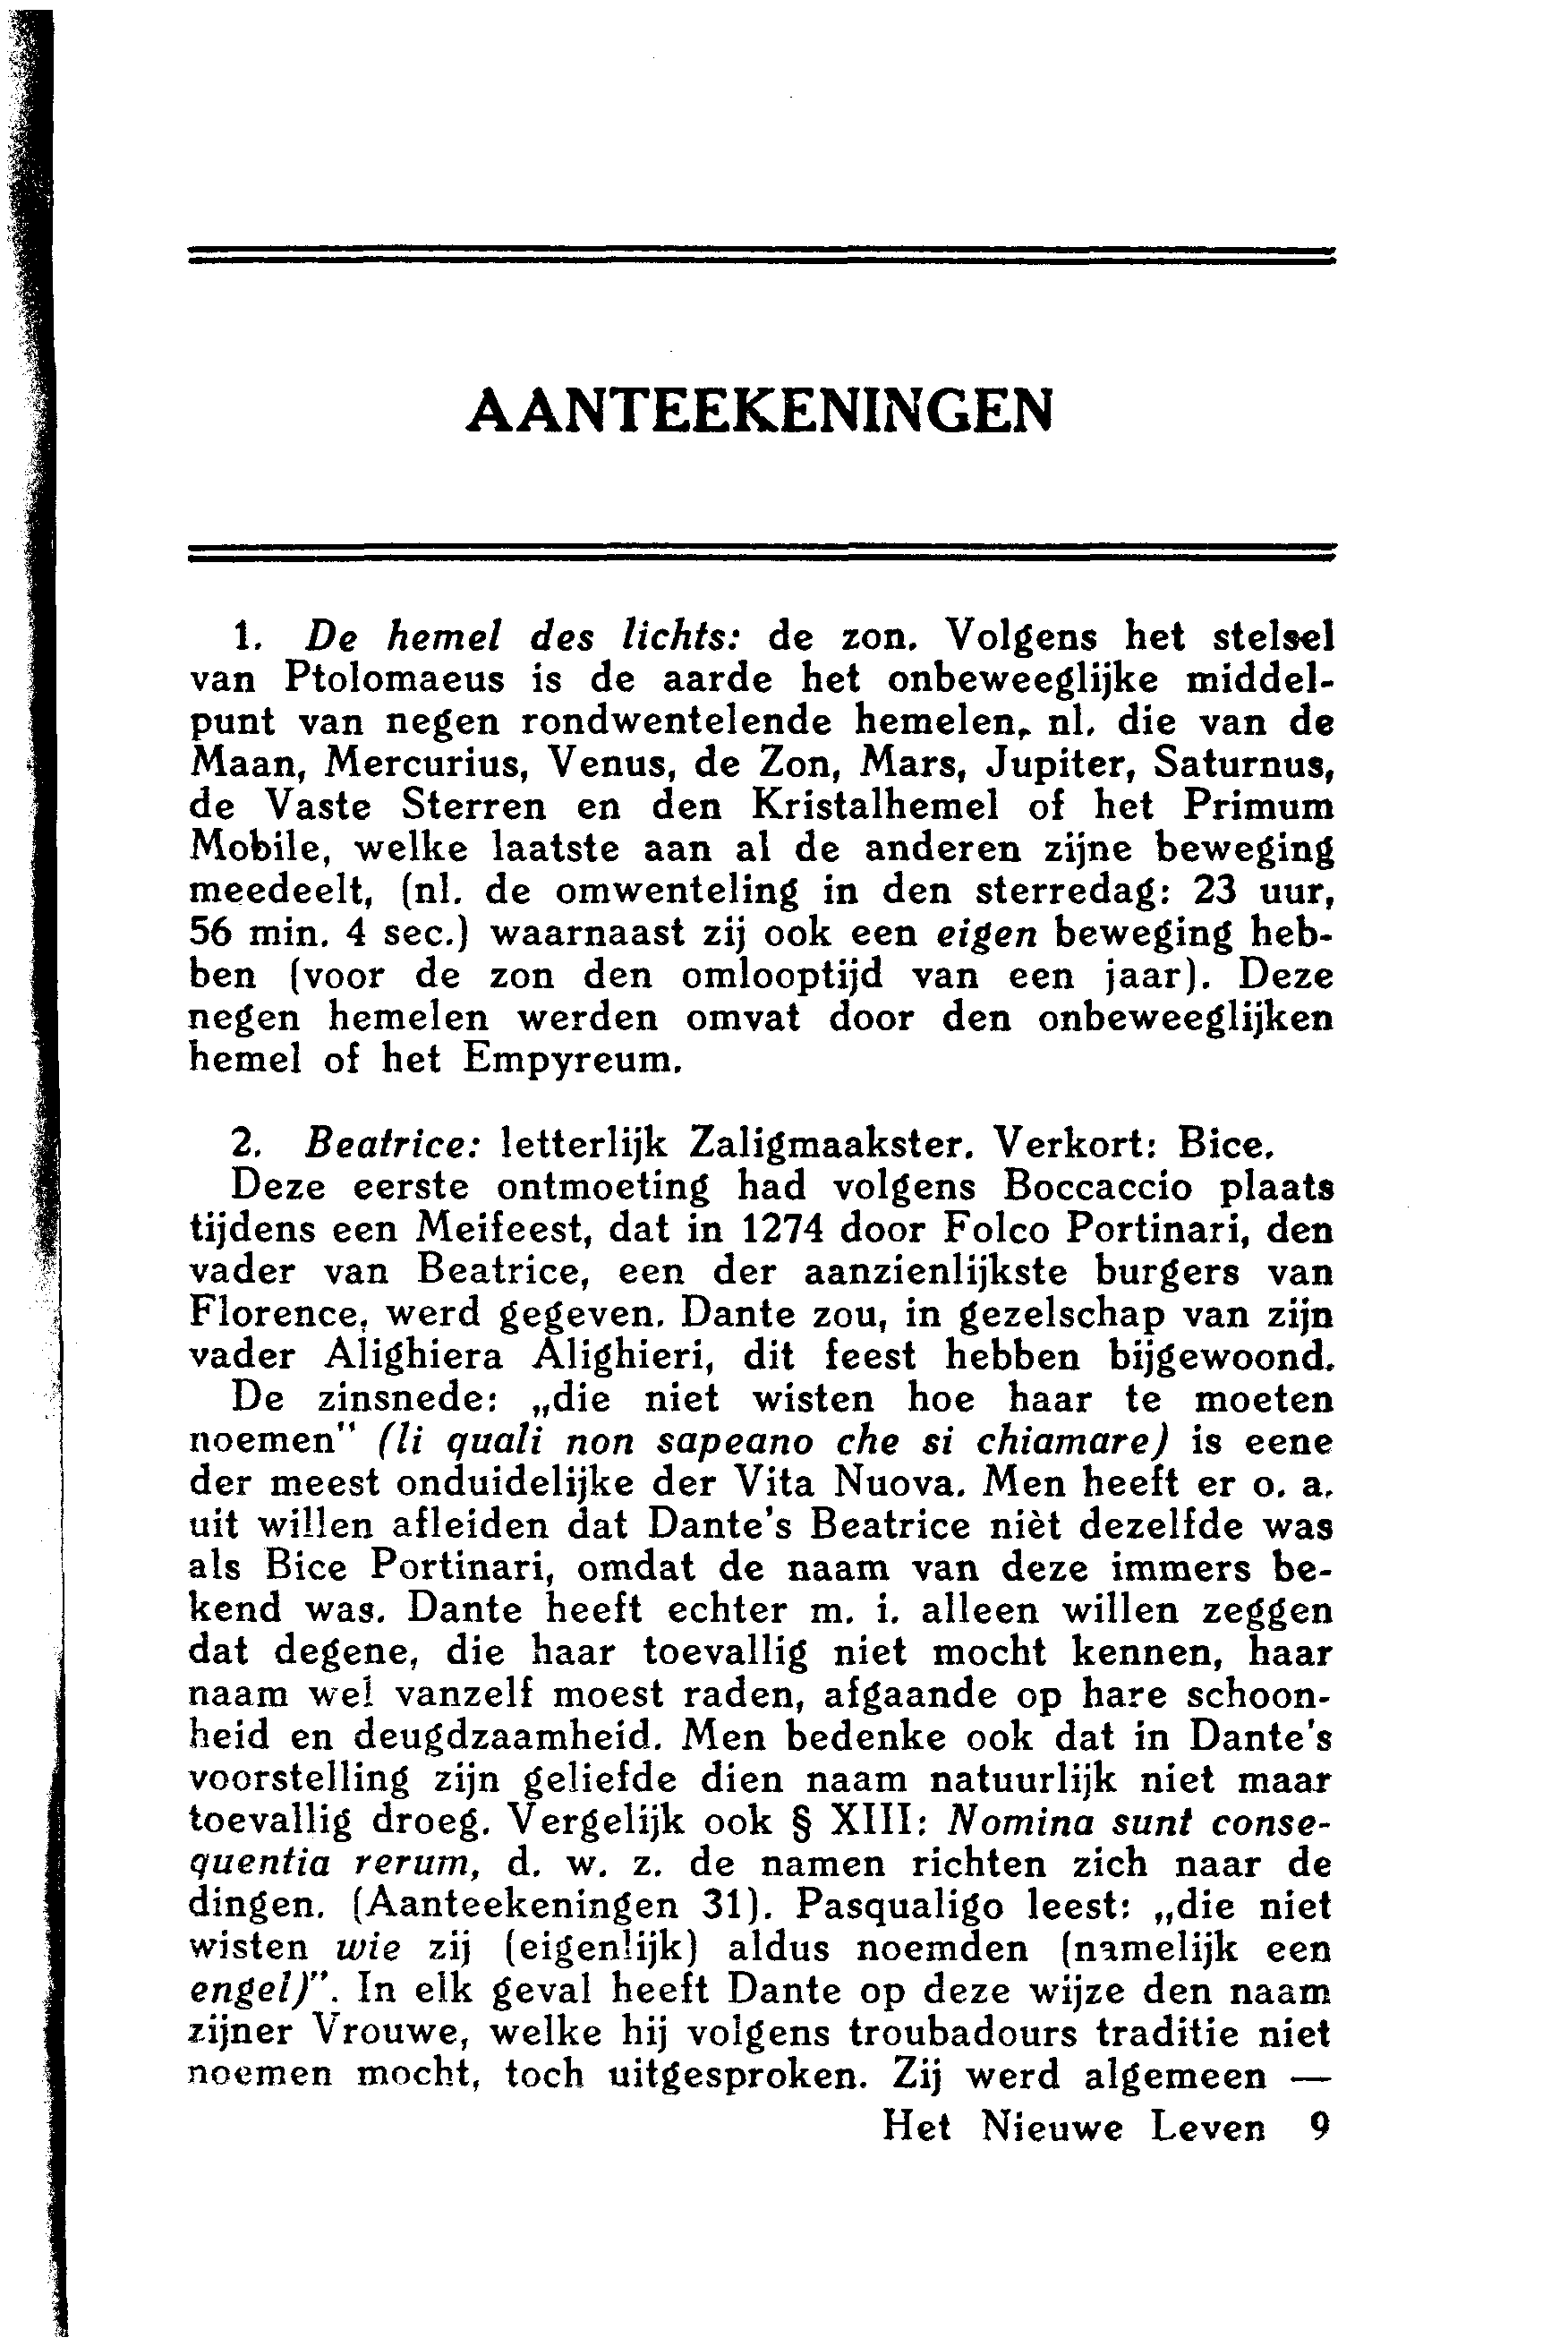 AANTEEKENINGEN
1. De hemel des lichts: de zon. Volgens het stelsel
van Ptolomaeus is de aarde het onbeweeglijke middel-
punt van negen rondwentelende hemelen, nl. die van de
Maan, Mercurius, Venus, de Zon, Mars, Jupiter, Saturnus,
de Vaste Sterren en den Kristalhemel of het Primum
Mobile, welke laatste aan al de anderen zijne beweging
meedeelt, (nl. de omwenteling in den sterredag: 23 uur,
56 min. 4 sec.) waarnaast zij ook een eigen beweging heb-
ben (voor de zon den omlooptijd van een jaar). Deze
negen hemelen werden omvat door den onbeweeglijken
hemel of het Empyreum.
2. Beatrice: letterlijk Zaligmaakster. Verkort: Bice.
Deze eerste ontmoeting had volgens Boccaccio plaats
tijdens een Meifeest, dat in 1274 door Folco Portinari, den
vader van Beatrice, een der aanzienlijkste burgers van
Florence, werd gegeven. Dante zou, in gezelschap van zijn
vader Alighiera Alighieri, dit feest hebben bijgewoond.
De zinsnede: „die niet wisten hoe haar te moeten
noemen" (li quali non sapeano che si chiamare) is eene
der meest onduidelijke der Vita Nuova. Men heeft er o. a.
uit willen afleiden dat Dante's Beatrice nièt dezelfde was
als Bice Portinari, omdat de naam van deze immers be-
kend was. Dante heeft echter m. i. alleen willen zeggen
dat degene, die haar toevallig niet mocht kennen, haar
naam wel vanzelf moest raden, afgaande op hare schoon-
heid en deugdzaamheid. Men bedenke ook dat in Dante's
voorstelling zijn geliefde dien naam natuurlijk niet maar
toevallig droeg. Vergelijk ook § XIII: Nomina sunt conse-
quentia rerum, d. w. z. de namen richten zich naar de
dingen. (Aanteekeningen 31). Pasqualigo leest: „die niet
wisten wie zij (eigenlijk) aldus noemden (namelijk een
engel)". In elk geval heeft Dante op deze wijze den naam
zijner Vrouwe, welke hij volgens troubadours traditie niet
noemen mocht, toch uitgesproken. Zij werd algemeen —
Het Nieuwe Leven 9